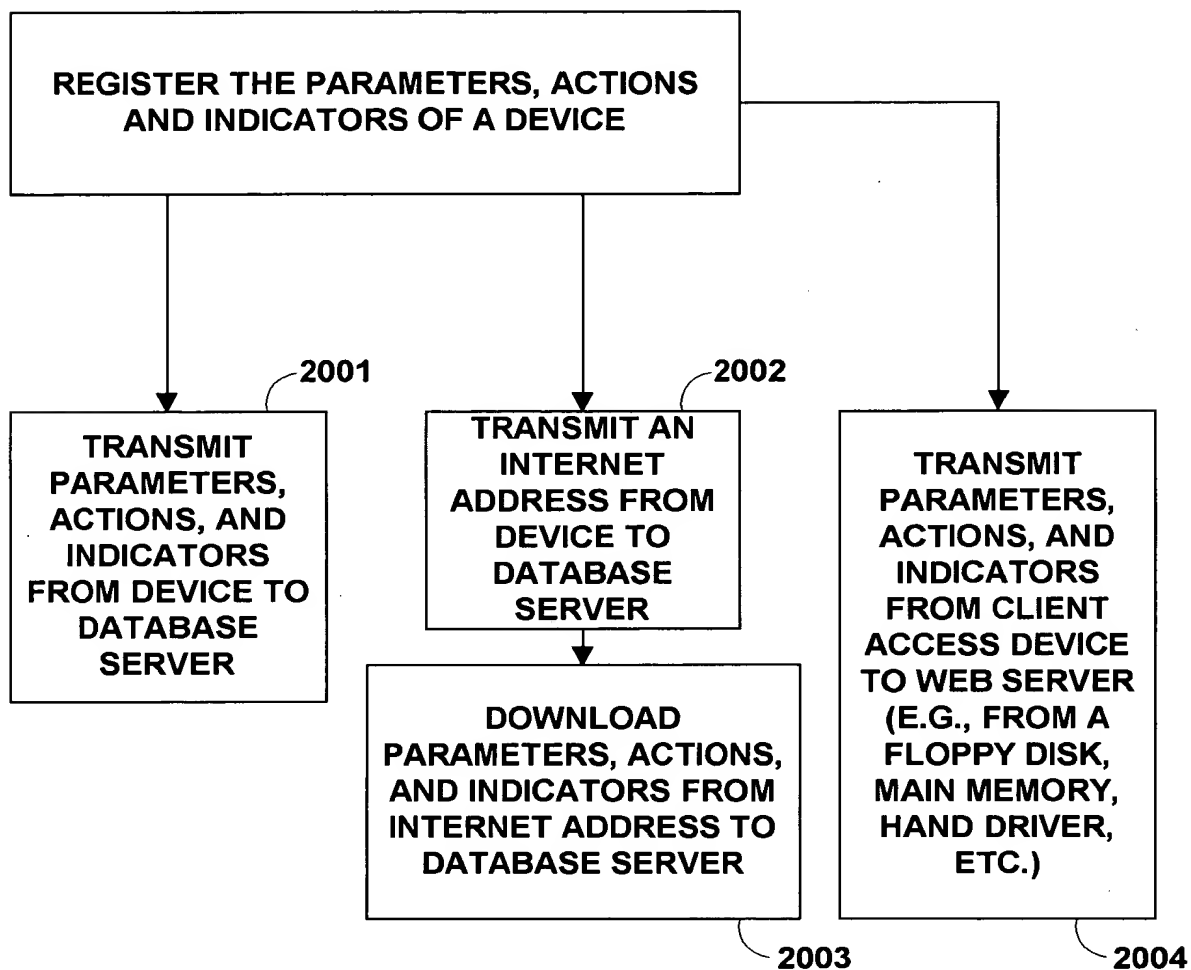 REGISTER THE PARAMETERS, ACTIONS
AND INDICATORS OF A DEVICE
2001
TRANSMIT
PARAMETERS,
ACTIONS, AND
INDICATORS
FROM DEVICE TO
DATABASE
SERVER
2002
TRANSMIT AN
INTERNET
ADDRESS FROM
DEVICE TO
DATABASE
SERVER
DOWNLOAD
PARAMETERS, ACTIONS,
AND INDICATORS FROM
INTERNET ADDRESS TO
DATABASE SERVER
2003
TRANSMIT
PARAMETERS,
ACTIONS, AND
INDICATORS
FROM CLIENT
ACCESS DEVICE
TO WEB SERVER
(E.G., FROM A
FLOPPY DISK,
MAIN MEMORY,
HAND DRIVER,
ETC.)
2004